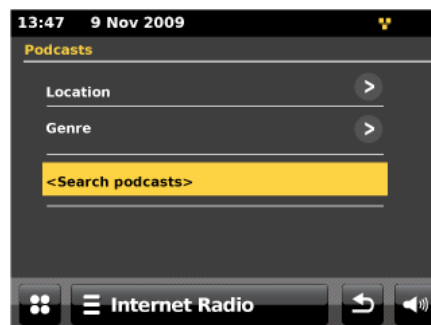 13:47 9 Nov 2009
Podcasts
Location
Genre
<Search podcasts>
Internet Radio